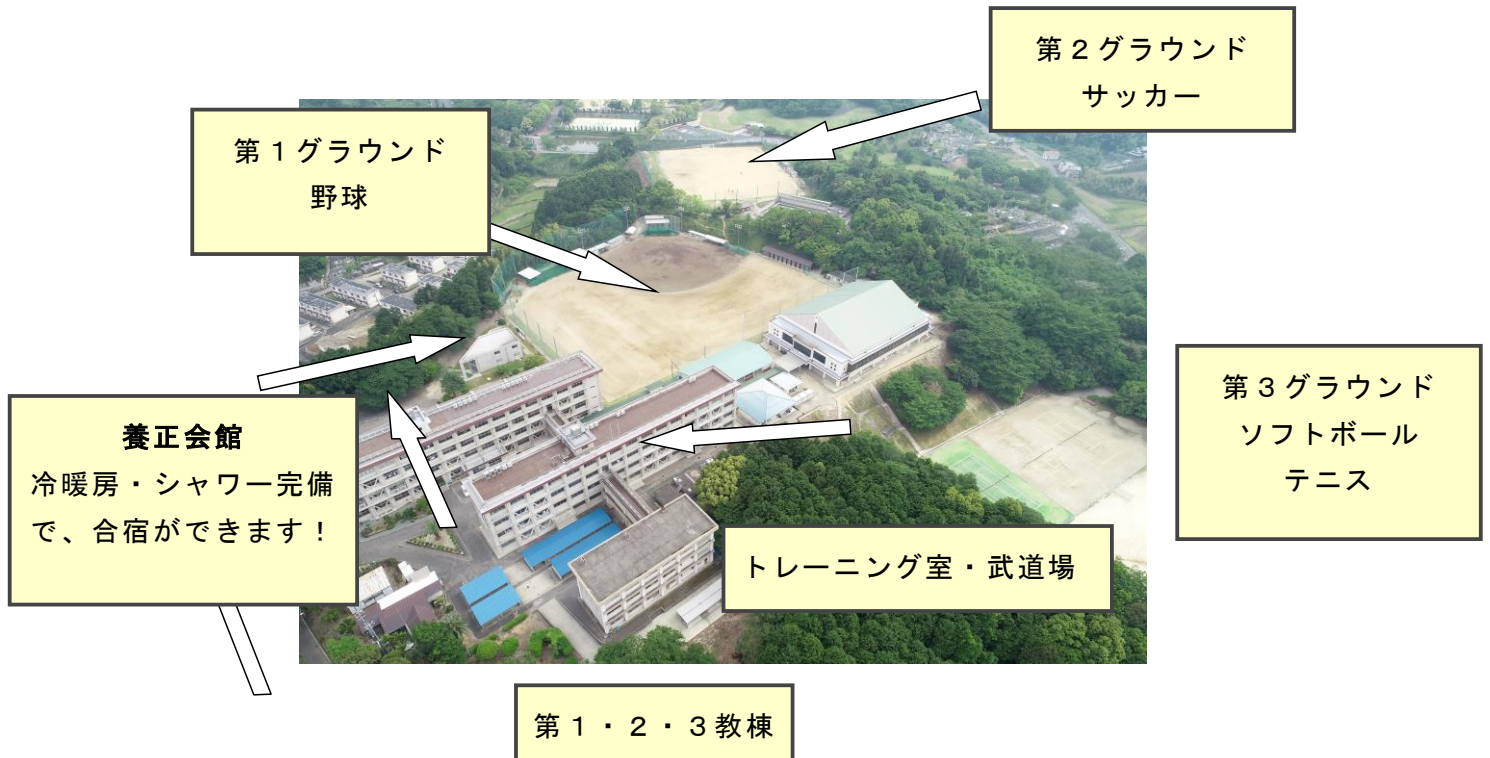 第２グラウンド
サッカー
第１グラウンド
野球
第３グラウンド
ソフトボール
テニス
養正会館
冷暖房・シャワー完備
で、合宿ができます！
トレーニング室・武道場
第１・２・３教棟